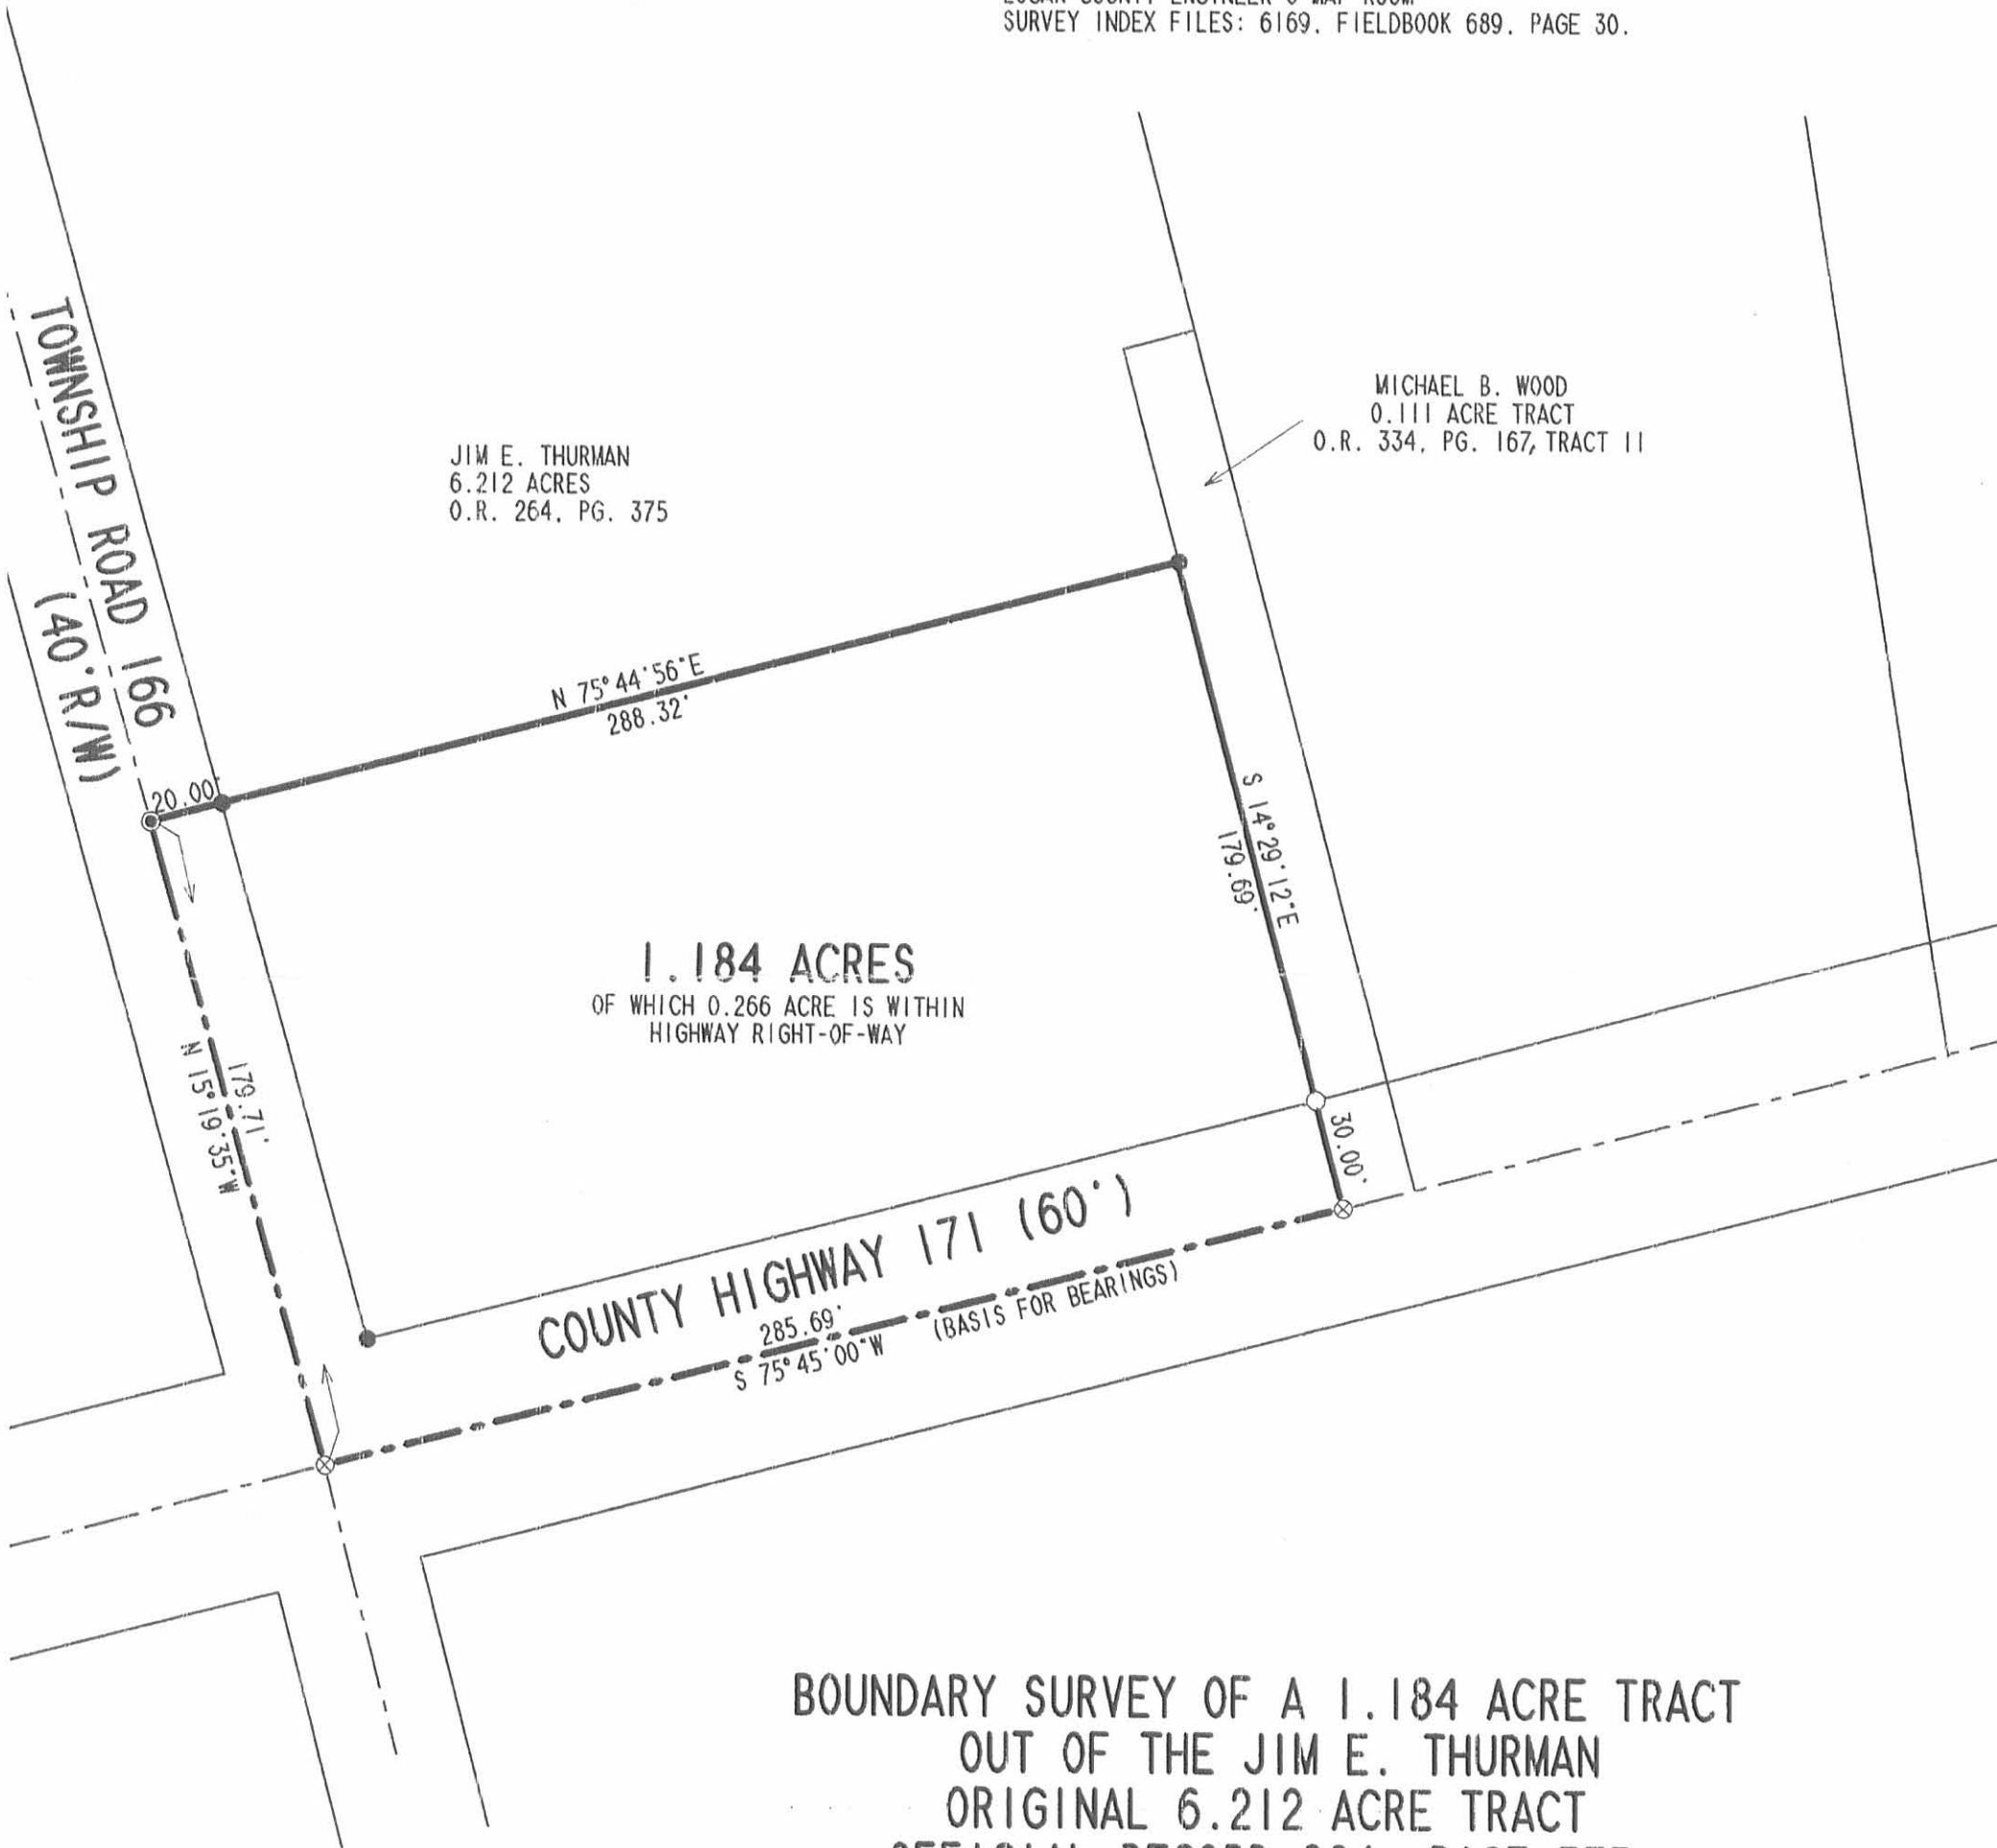 SURVEY INDEX FILES: 6169. FIELDBOOK 689. PAGE 30.
MICHAEL B. WOOD
0.111 ACRE TRACT
O.R. 334, PG. 167, TRACT II
JIM E. THURMAN
6.212 ACRES
O.R. 264, PG. 375
TOWNSHIP ROAD 166
(40' R/W)
N 75° 44' 56" E
288.32'
20.00'
S 14° 29' 12" E
179.69'
1.184 ACRES
OF WHICH 0.266 ACRE IS WITHIN
HIGHWAY RIGHT-OF-WAY
179.71'
N 15° 19' 35" W
30.00'
COUNTY HIGHWAY 171 (60')
285.69'
S 75° 45' 00" W
(BASIS FOR BEARINGS)
BOUNDARY SURVEY OF A 1.184 ACRE TRACT
OUT OF THE JIM E. THURMAN
ORIGINAL 6.212 ACRE TRACT